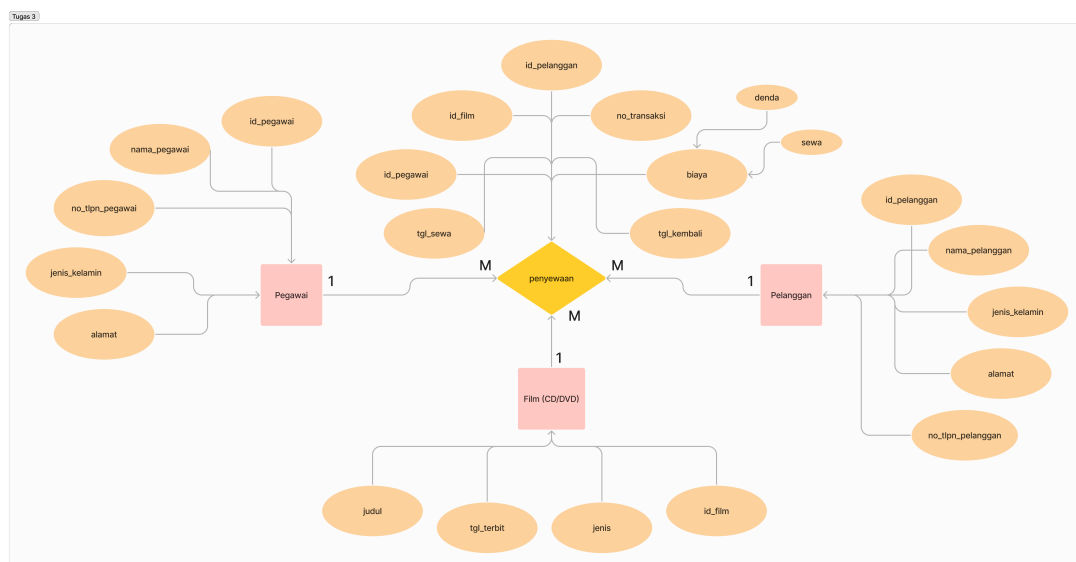 Tugas 3
id_pelanggan
id_film
no_transaksi
denda
id_pegawai
nama_pegawai
sewa
id_pegawai
biaya
no_tlpn_pegawai
tgl_sewa
tgl_kembali
id_pelanggan
nama_pelanggan
jenis_kelamin
alamat
Pegawai
1
M
penyewaan
M
1
Pelanggan
jenis_kelamin
alamat
no_tlpn_pelanggan
M
1
Film (CD/DVD)
judul
tgl_terbit
jenis
id_film